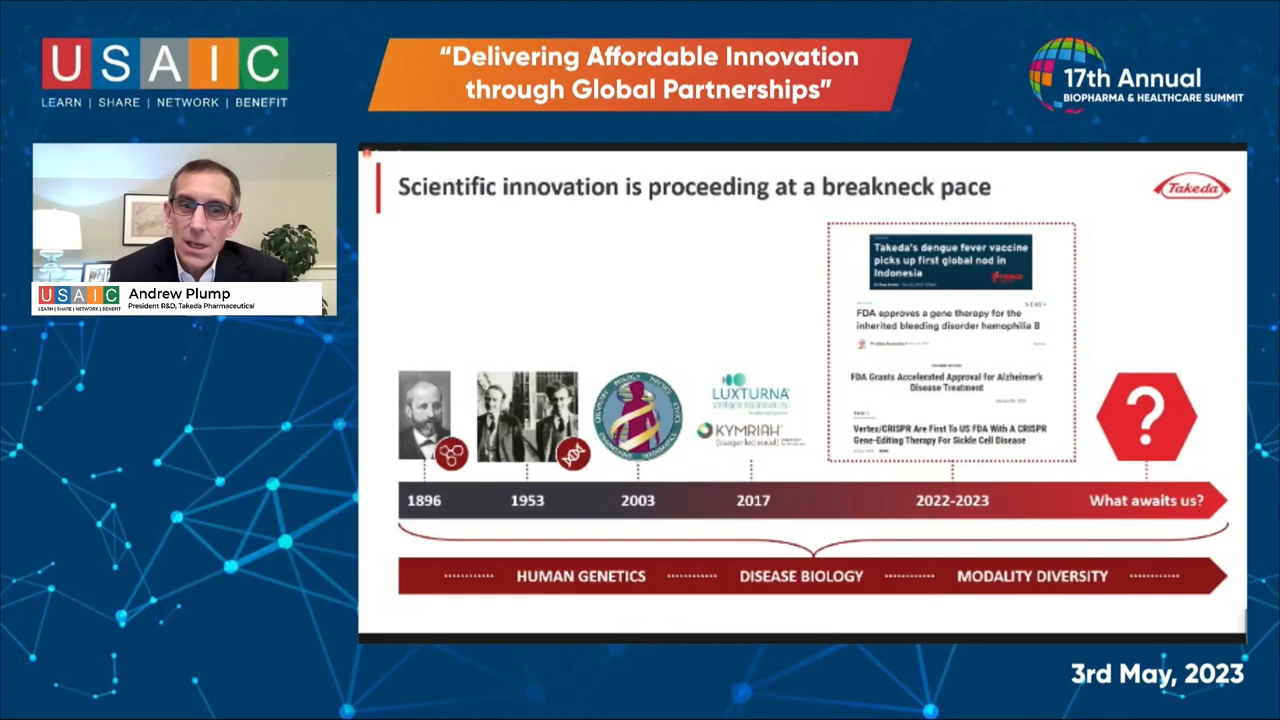 USAIC
LEARN | SHARE | NETWORK | BENEFIT
“Delivering Affordable Innovation
through Global Partnerships”
17th Annual
BIOPHARMA & HEALTHCARE SUMMIT
USAIC
LEARN | SHARE | NETWORK | BENEFIT
Andrew Plump
President R&D, Takeda Pharmaceutical
Scientific innovation is proceeding at a breakneck pace
Takeda
Takeda's dengue fever vaccine
picks up first global nod in
Indonesia
STAT+
FDA approves a gene therapy for the
inherited bleeding disorder hemophilia B
FDA Grants Accelerated Approval for Alzheimer's
Disease Treatment
Vertex/CRISPR Are First To US FDA With A CRISPR
Gene-Editing Therapy For Sickle Cell Disease
LUXTURNA
KYMRIAH
(tisagenlecleucel)
?
1896
1953
2003
2017
2022-2023
What awaits us?
HUMAN GENETICS
DISEASE BIOLOGY
MODALITY DIVERSITY
3rd May, 2023